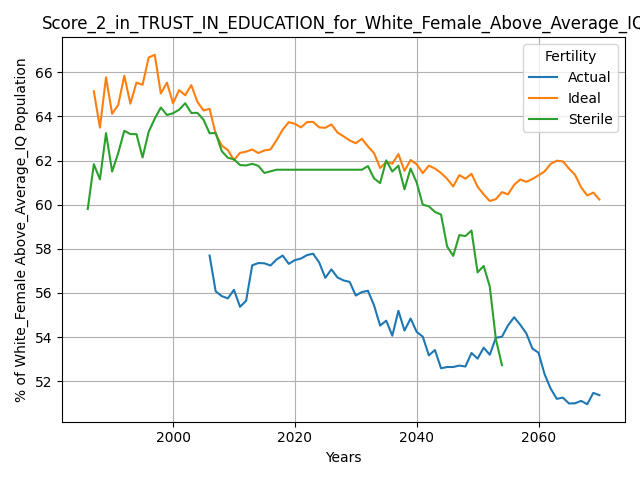 Score_2_in_TRUST_IN_EDUCATION_for_White_Female_Above_Average_IQ
% of White_Female Above_Average_IQ Population
66
64
62
60
58
56
54
52
Fertility
Actual
Ideal
Sterile
2000 2020 2040 2060
Years